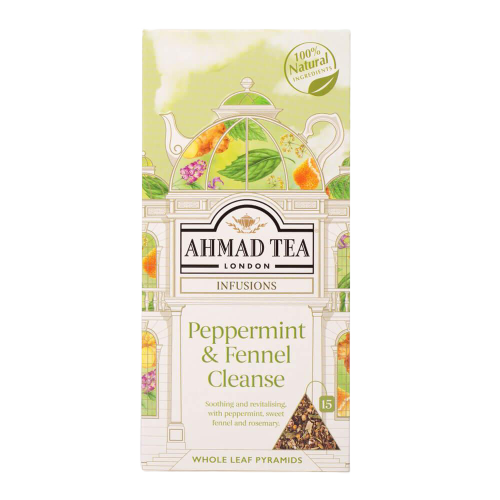 100%
Natural
INGREDIENTS
AHMAD TEA
LONDON
INFUSIONS
Peppermint
& Fennel
Cleanse
Soothing and revitalising,
with peppermint, sweet
fennel and rosemary.
15
WHOLE LEAF PYRAMIDS